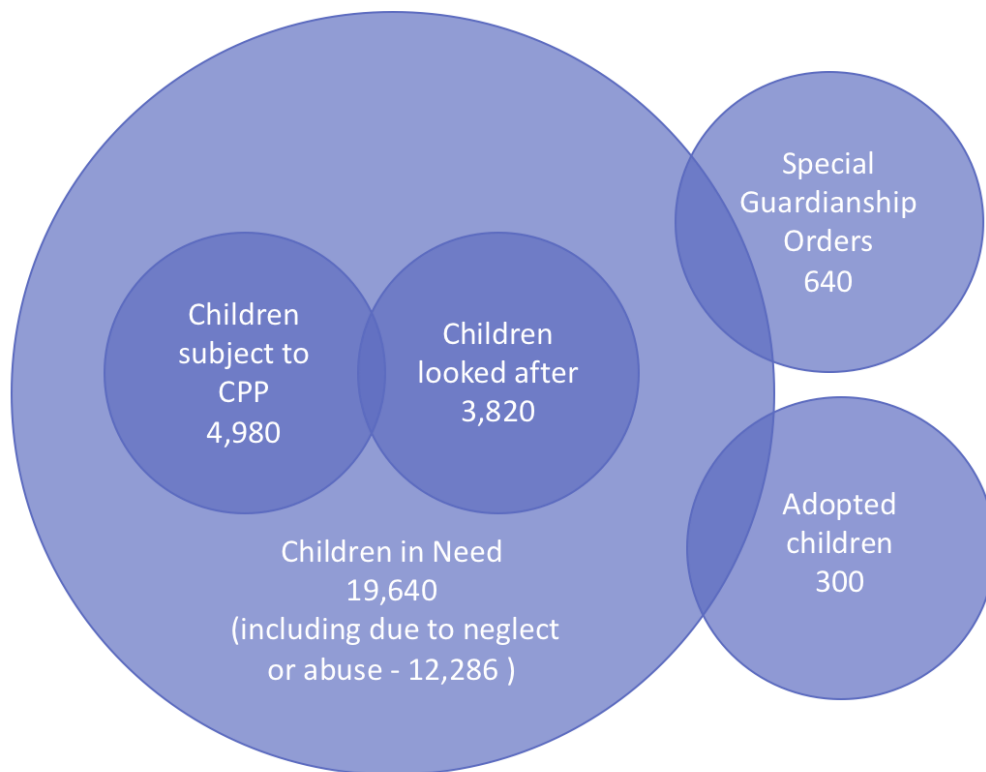 Special
Guardianship
Orders
640
Children
subject to
CPP
4,980
Children
looked after
3,820
Adopted
children
300
Children in Need
19,640
(including due to neglect
or abuse - 12,286 )